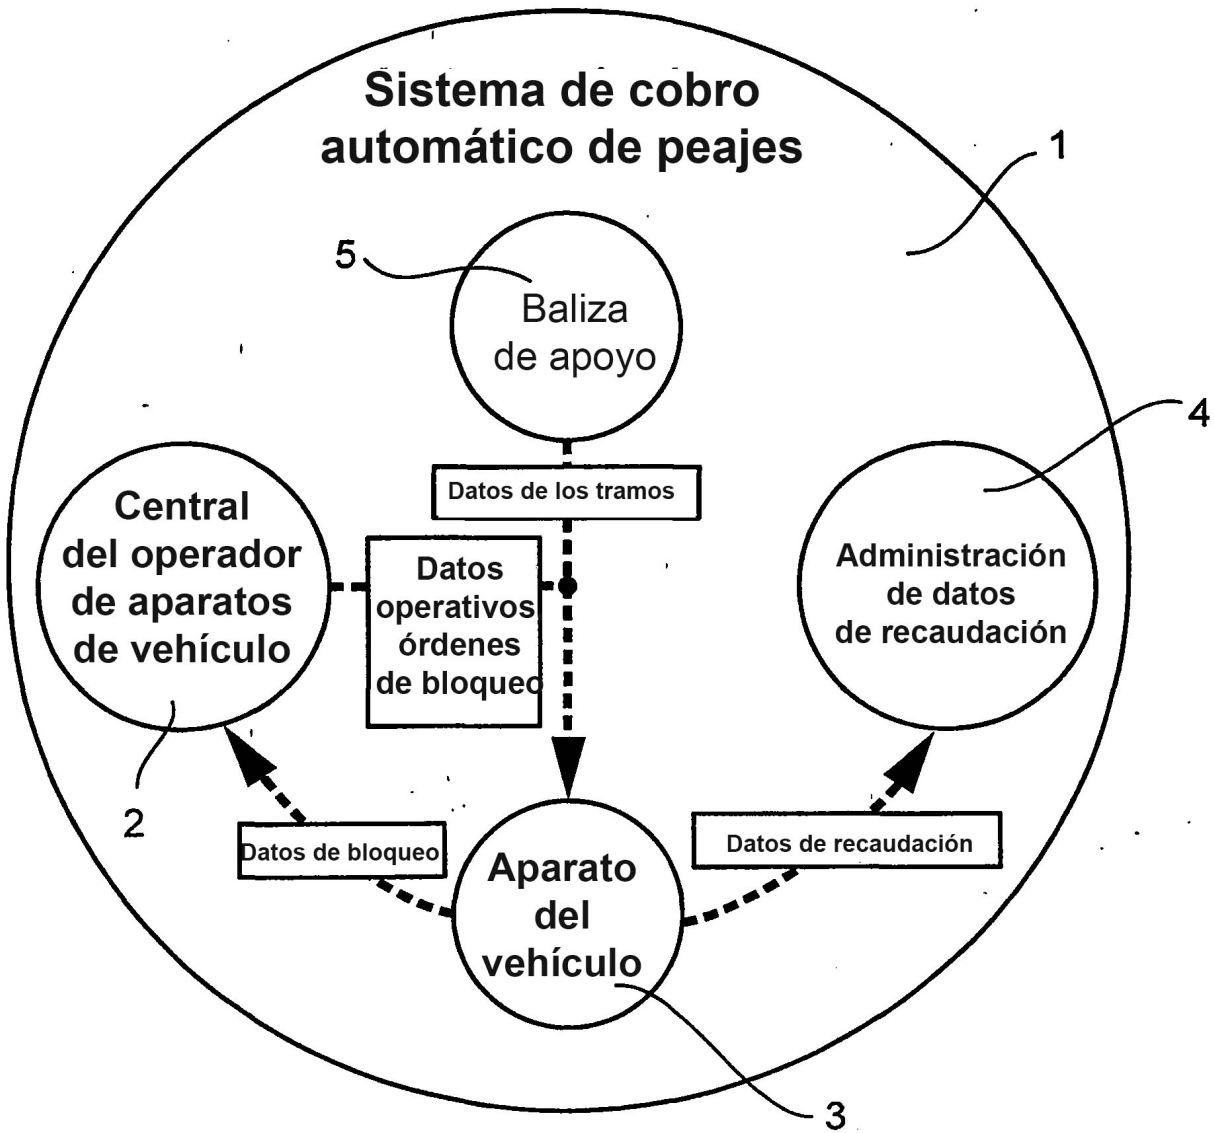 Sistema de cobro
automático de peajes
1
5
Baliza
de apoyo
4
Datos de los tramos
Central
del operador
de aparatos
de vehículo
Datos
operativos
órdenes
de bloqueo
Administración
de datos
de recaudación
2
Datos de bloqueo
Datos de recaudación
Aparato
del
vehículo
3